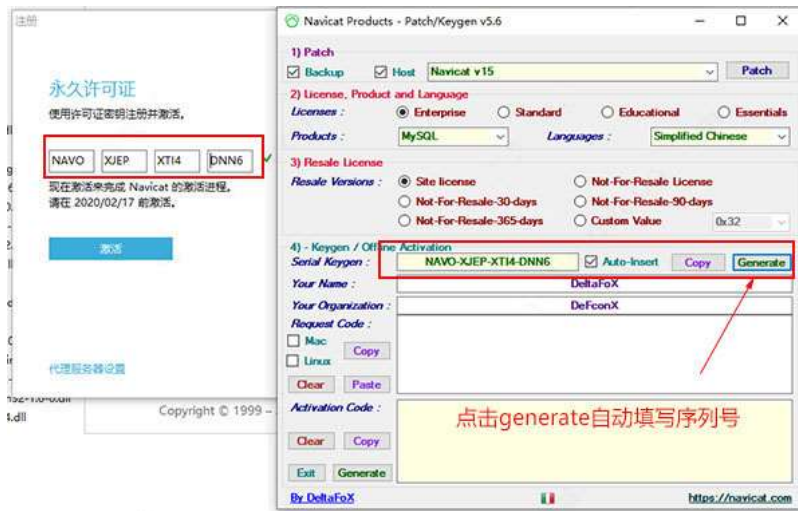 注册
永久许可证
使用许可证密钥注册并激活。
NAVO XJEP XTI4 DNN6
现在激活来完成 Navicat 的激活进程。
请在 2020/02/17 前激活。
激活
代理服务器设置
4.dll
Copyright © 1999 –
Navicat Products - Patch/Keygen v5.6
1) Patch
Backup Host Navicat v15 Patch
2) License, Product and Language
Licenses : Enterprise Standard Educational Essentials
Products : MySQL Languages : Simplified Chinese
3) Resale License
Resale Versions : Site license Not-For-Resale License
Not-For-Resale-30-days Not-For-Resale-90-days
Not-For-Resale-365-days Custom Value 0x32
4) - Keygen / Offline Activation
Serial Keygen : NAVO-XJEP-XTI4-DNN6 Auto-Insert Copy Generate
Your Name : DeltaFoX
Your Organization : DeFconX
Request Code :
Mac
Linux
Copy
Clear Paste
Activation Code :
点击generate自动填写序列号
Clear Copy
Exit Generate
By DeltaFoX https://navicat.com